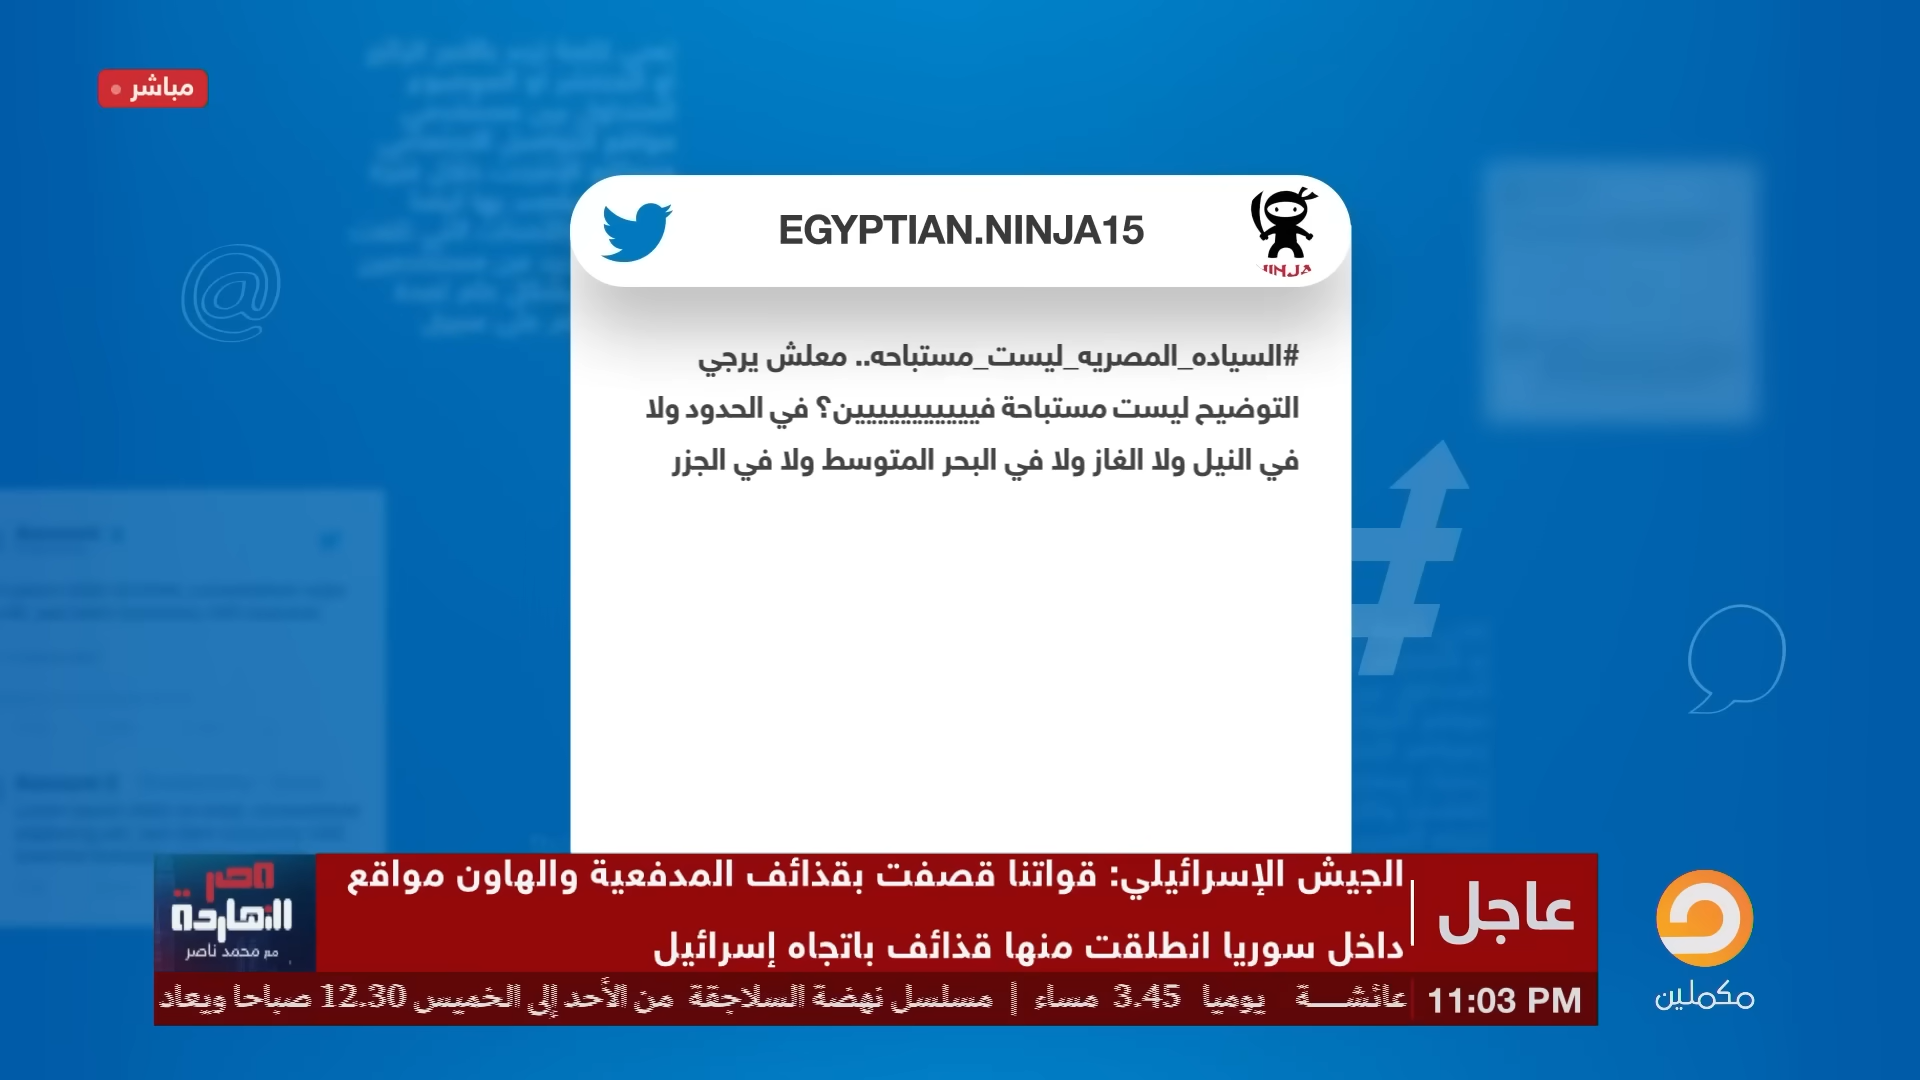 مباشر
EGYPTIAN.NINJA15
NINJA
#السياده_المصريه_ليست_مستباحه.. معلش يرجي
التوضيح ليست مستباحة فييييييييييين؟ في الحدود ولا
في النيل ولا الغاز ولا في البحر المتوسط ولا في الجزر
عاجل
الجيش الإسرائيلي: قواتنا قصفت بقذائف المدفعية والهاون مواقع
داخل سوريا انطلقت منها قذائف باتجاه إسرائيل
مصر
النهاردة
مع محمد ناصر
11:03 PM
عائشـــة يوميا 3.45 مساء | مسلسل نهضة السلاجقة من الأحد إلى الخميس 12.30 صباحا ويعاد
مكملين